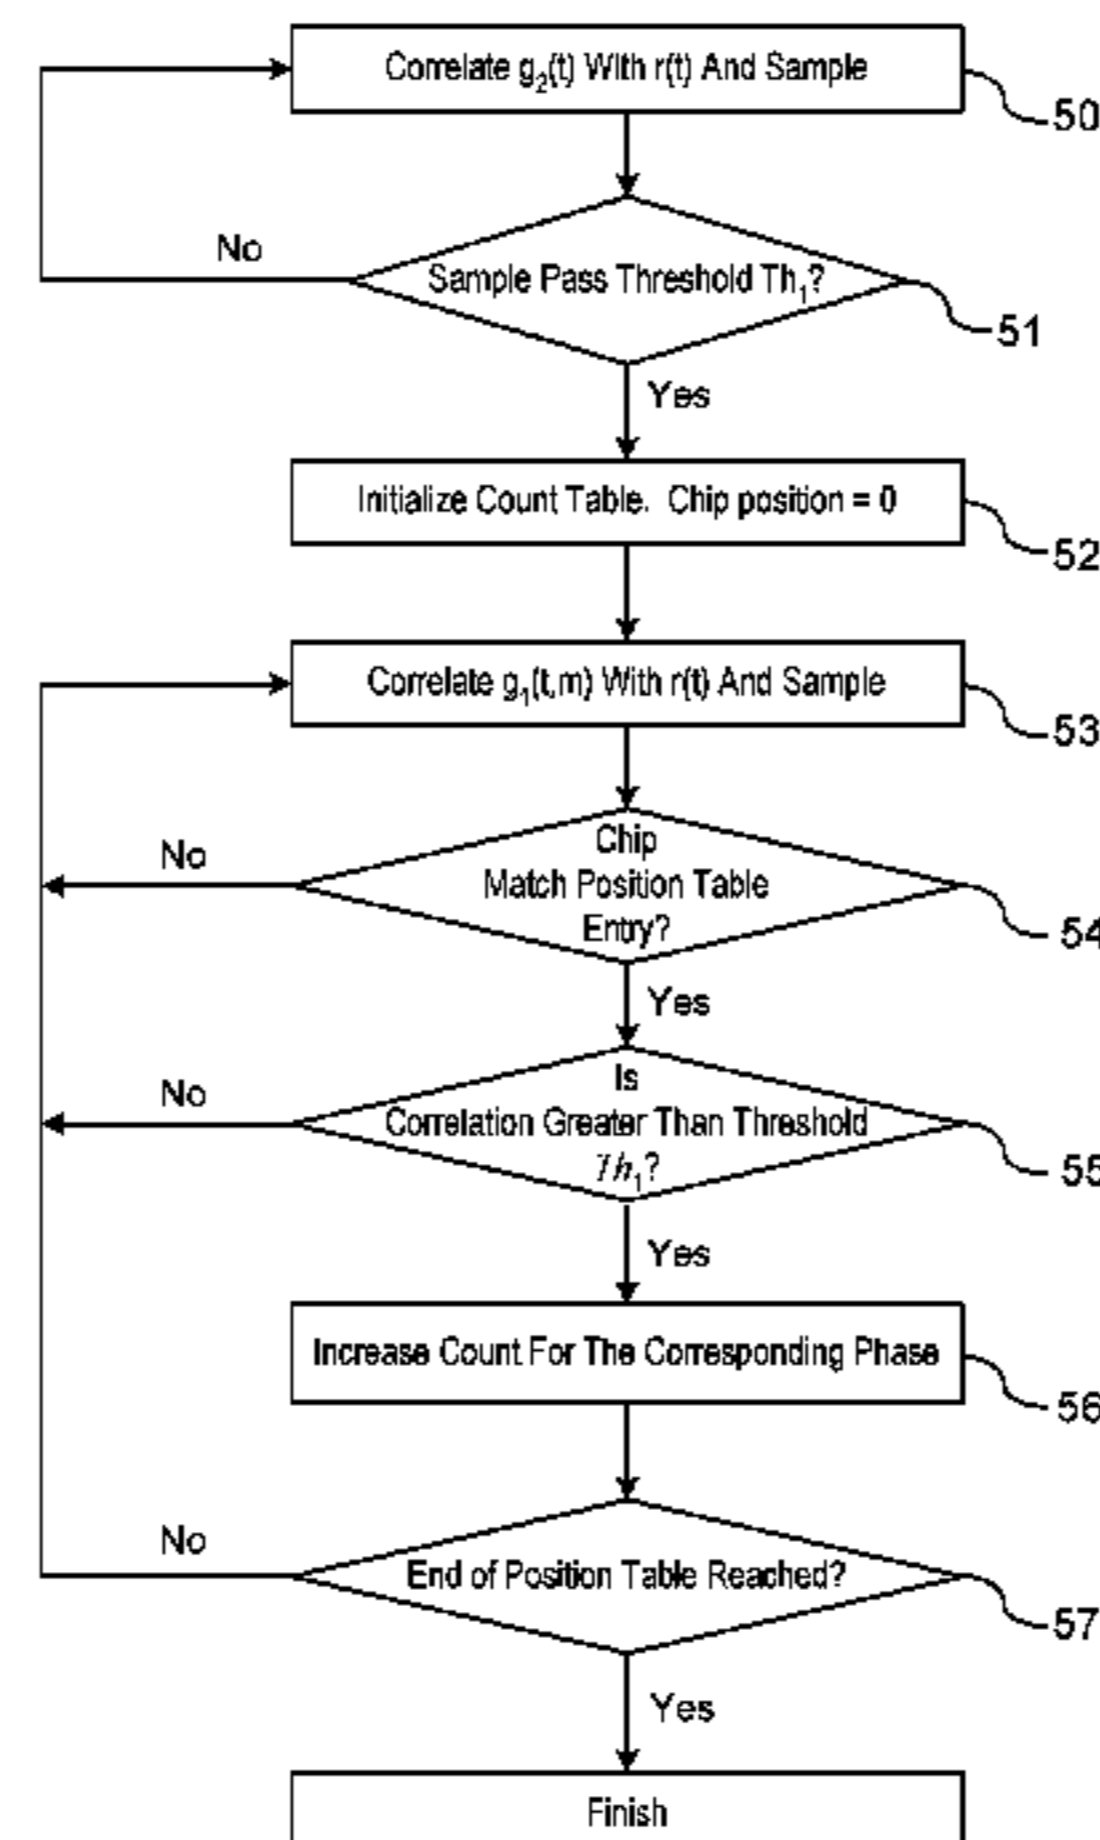 Correlate g₂(t) With r(t) And Sample
50
No
Sample Pass Threshold Th₁?
51
Yes
Initialize Count Table. Chip position = 0
52
Correlate g₁(t,m) With r(t) And Sample
53
No
Chip
Match Position Table
Entry?
54
Yes
No
Is
Correlation Greater Than Threshold
Th₁?
55
Yes
Increase Count For The Corresponding Phase
56
No
End of Position Table Reached?
57
Yes
Finish